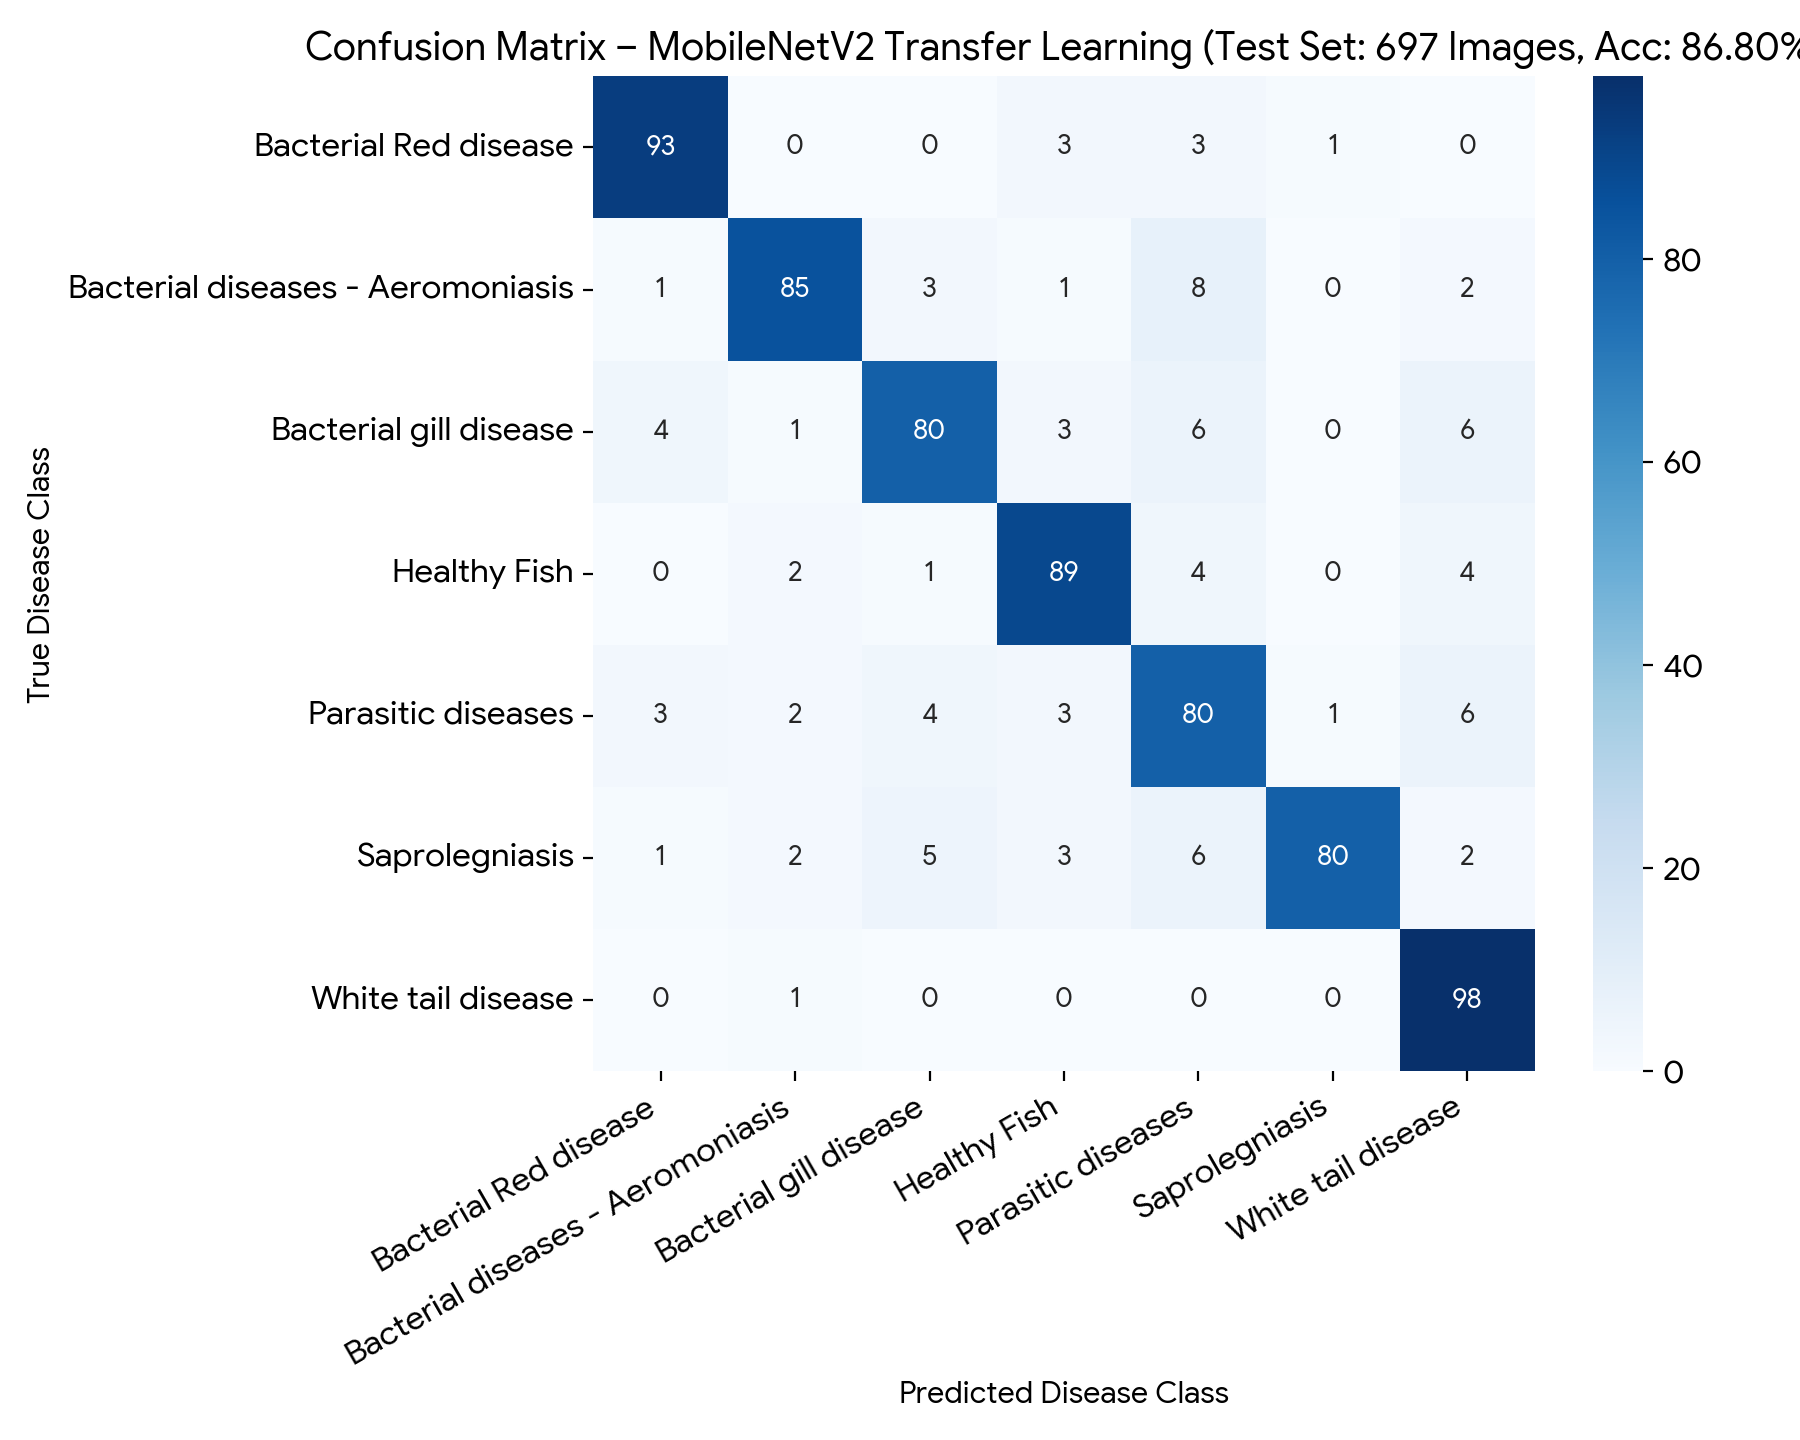 Confusion Matrix – MobileNetV2 Transfer Learning (Test Set: 697 Images, Acc: 86.80%
Bacterial Red disease 93 0 0 3 3 1 0
Bacterial diseases - Aeromoniasis 1 85 3 1 8 0 2
Bacterial gill disease 4 1 80 3 6 0 6
Healthy Fish 0 2 1 89 4 0 4
Parasitic diseases 3 2 4 3 80 1 6
Saprolegniasis 1 2 5 3 6 80 2
White tail disease 0 1 0 0 0 0 98
True Disease Class
80
60
40
20
0
Bacterial Red disease
Bacterial diseases - Aeromoniasis
Bacterial gill disease
Healthy Fish
Parasitic diseases
Saprolegniasis
White tail disease
Predicted Disease Class